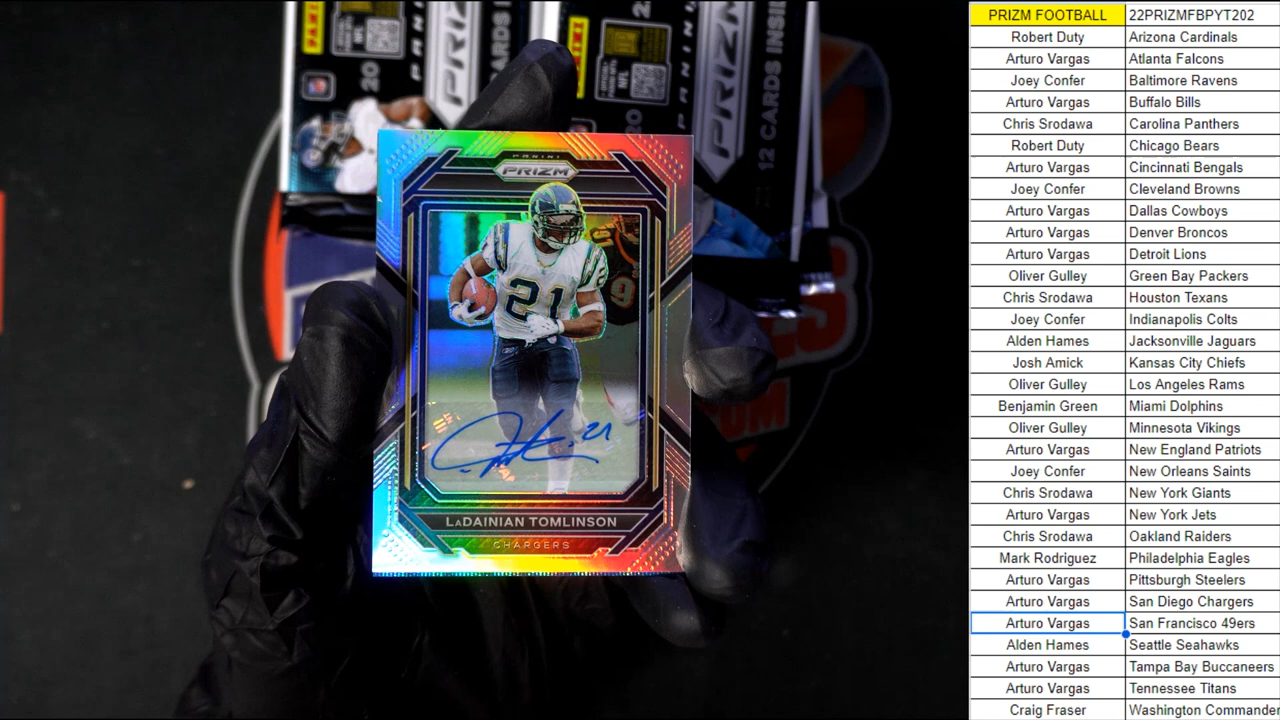 PANINI
PRIZM
21
LaDAINIAN TOMLINSON
CHARGERS
PRIZM
12 CARDS INSI
PRIZM FOOTBALL 22PRIZMFBPYT202
Robert Duty Arizona Cardinals
Arturo Vargas Atlanta Falcons
Joey Confer Baltimore Ravens
Arturo Vargas Buffalo Bills
Chris Srodawa Carolina Panthers
Robert Duty Chicago Bears
Arturo Vargas Cincinnati Bengals
Joey Confer Cleveland Browns
Arturo Vargas Dallas Cowboys
Arturo Vargas Denver Broncos
Arturo Vargas Detroit Lions
Oliver Gulley Green Bay Packers
Chris Srodawa Houston Texans
Joey Confer Indianapolis Colts
Alden Hames Jacksonville Jaguars
Josh Amick Kansas City Chiefs
Oliver Gulley Los Angeles Rams
Benjamin Green Miami Dolphins
Oliver Gulley Minnesota Vikings
Arturo Vargas New England Patriots
Joey Confer New Orleans Saints
Chris Srodawa New York Giants
Arturo Vargas New York Jets
Chris Srodawa Oakland Raiders
Mark Rodriguez Philadelphia Eagles
Arturo Vargas Pittsburgh Steelers
Arturo Vargas San Diego Chargers
Arturo Vargas San Francisco 49ers
Alden Hames Seattle Seahawks
Arturo Vargas Tampa Bay Buccaneers
Arturo Vargas Tennessee Titans
Craig Fraser Washington Commander